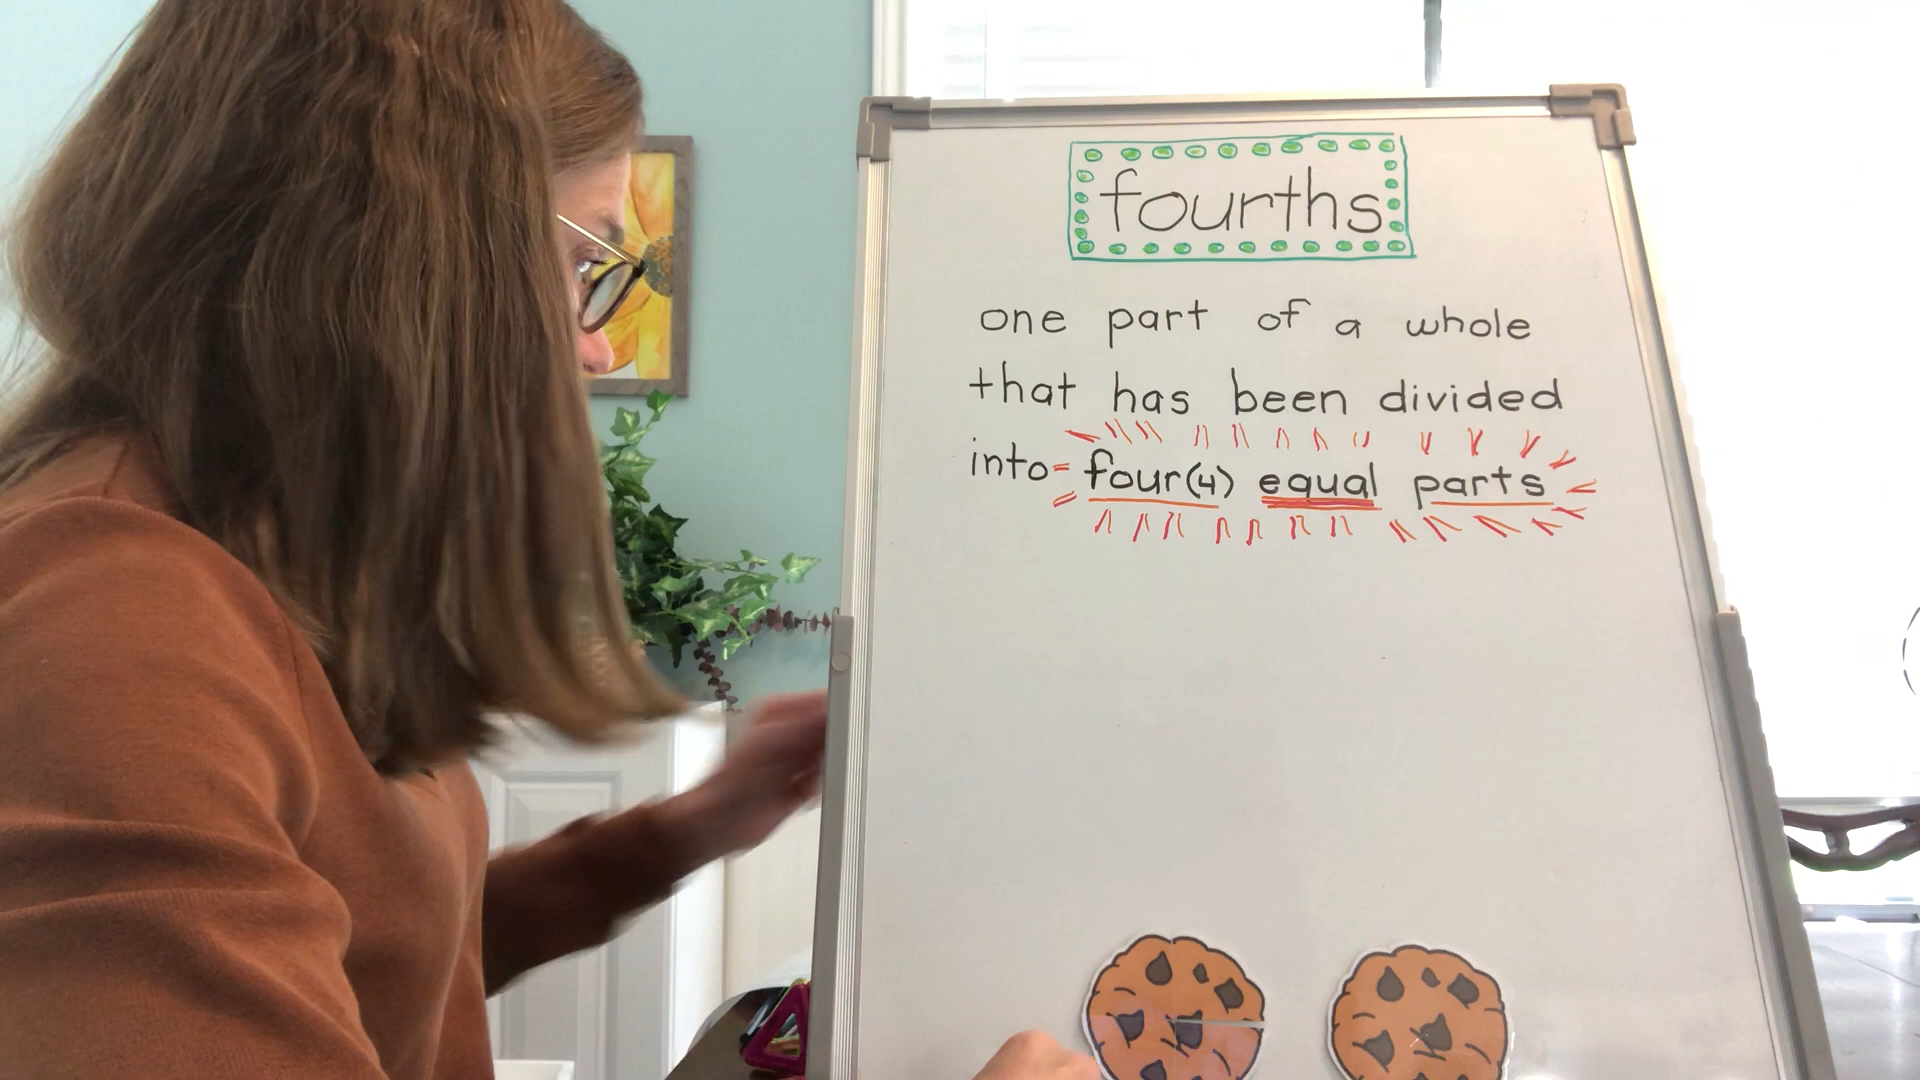 fourths
one part of a whole
that has been divided
into four(4) equal parts